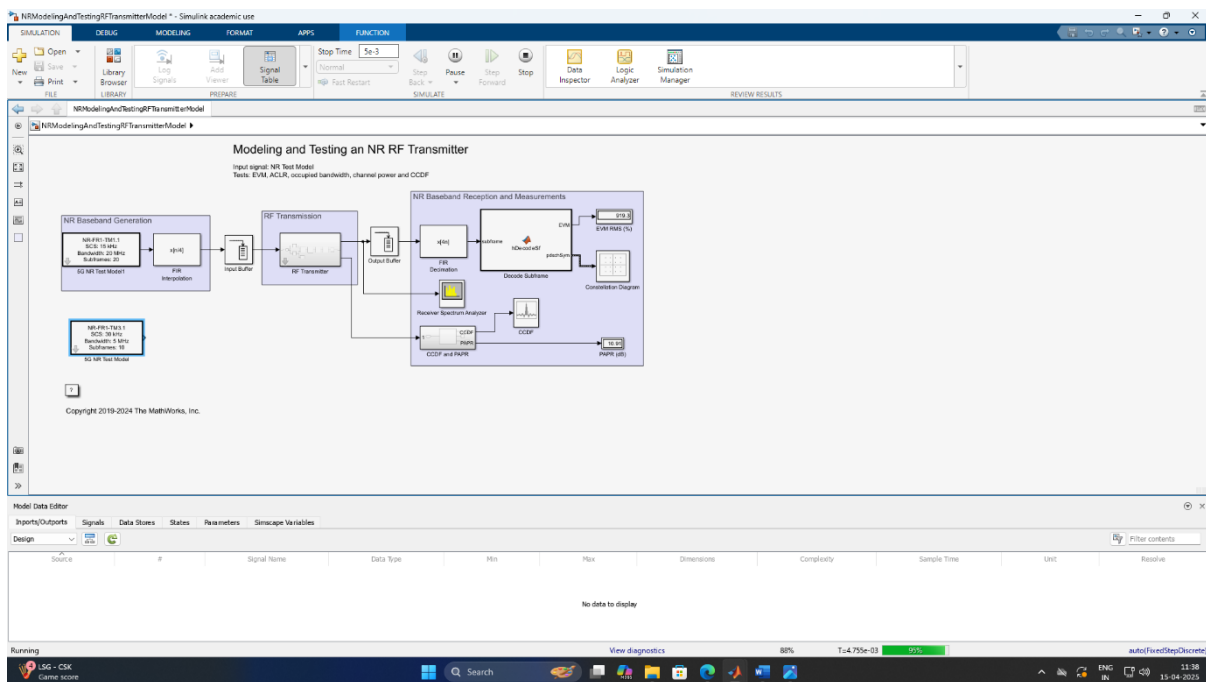 NRModelingAndTestingRFTransmitterModel * - Simulink academic use
SIMULATION DEBUG MODELING FORMAT APPS FUNCTION
New
Open
Save
Print
FILE
Library Browser
LIBRARY
Log Signals
Add Viewer
Signal Table
PREPARE
Stop Time 5e-3
Normal
Fast Restart
Step Back
Pause
Step Forward
Stop
SIMULATE
Data Inspector
Logic Analyzer
Simulation Manager
REVIEW RESULTS
NRModelingAndTestingRFTransmitterModel
NRModelingAndTestingRFTransmitterModel
Modeling and Testing an NR RF Transmitter
Input signal: NR Test Model
Tests: EVM, ACLR, occupied bandwidth, channel power and CCDF
NR Baseband Generation
NR-FR1-TM1.1
SCS: 15 kHz
Bandwidth: 20 MHz
Subframes: 20
5G NR Test Model1
x[n/4]
FIR
Interpolation
Input Buffer
RF Transmission
RF Transmitter
Output Buffer
NR Baseband Reception and Measurements
x[4n]
FIR
Decimation
subframe
hDecodeSf
EVM
pdschSym
Decode Subframe
EVM RMS (%)
Constellation Diagram
Receiver Spectrum Analyzer
CCDF
PAPR
CCDF and PAPR
CCDF
PAPR (dB)
NR-FR1-TM3.1
SCS: 30 kHz
Bandwidth: 5 MHz
Subframes: 10
5G NR Test Model
?
Copyright 2019-2024 The MathWorks, Inc.
Model Data Editor
Inports/Outports Signals Data Stores States Parameters Simscape Variables
Design
Filter contents
Source # Signal Name Data Type Min Max Dimensions Complexity Sample Time Unit Resolve
No data to display
Running View diagnostics 88% T=4.755e-03 95% auto(FixedStepDiscrete)
4
LSG - CSK
Game score
Search
ENG
IN
11:38
15-04-2025